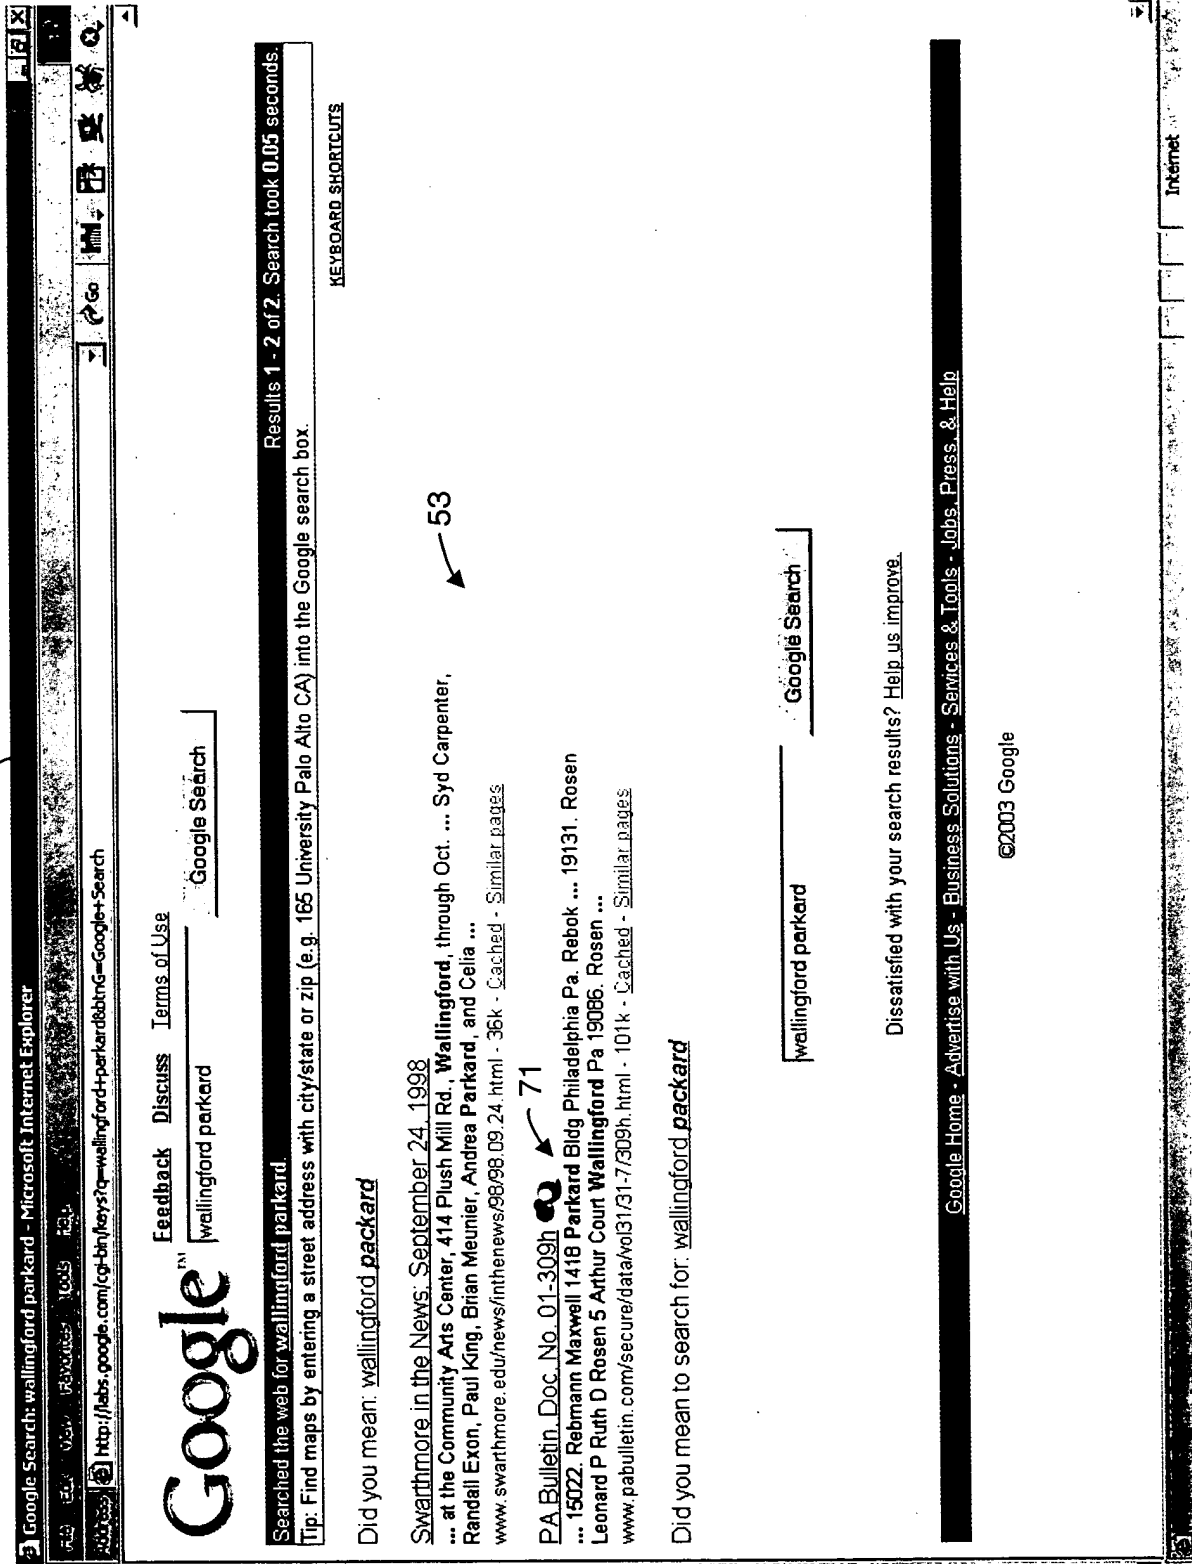 Google Search: wallingford parkard - Microsoft Internet Explorer
File Edit View Favorites Tools Help
Address http://labs.google.com/cgi-bin/keys?q=wallingford+parkard&btnG=Google+Search Go
Feedback Discuss Terms of Use
Google™ wallingford parkard Google Search
Searched the web for wallingford parkard. Results 1 - 2 of 2. Search took 0.05 seconds.
Tip: Find maps by entering a street address with city/state or zip (e.g. 165 University Palo Alto CA) into the Google search box.
KEYBOARD SHORTCUTS
Did you mean: wallingford packard
Swarthmore in the News: September 24, 1998
... at the Community Arts Center, 414 Plush Mill Rd., Wallingford, through Oct. ... Syd Carpenter,
53
Randall Exon, Paul King, Brian Meunier, Andrea Parkard, and Celia ...
www.swarthmore.edu/news/inthenews/98/98.09.24.html - 36k - Cached - Similar pages
71
PA Bulletin, Doc. No. 01-309h
... 15022. Rebmann Maxwell 1418 Parkard Bldg Philadelphia Pa. Rebok ... 19131. Rosen
Leonard P Ruth D Rosen 5 Arthur Court Wallingford Pa 19086. Rosen ...
www.pabulletin.com/secure/data/vol31/31-7/309h.html - 101k - Cached - Similar pages
Did you mean to search for: wallingford packard
wallingford parkard Google Search
Dissatisfied with your search results? Help us improve.
Google Home - Advertise with Us - Business Solutions - Services & Tools - Jobs, Press, & Help
©2003 Google
Internet